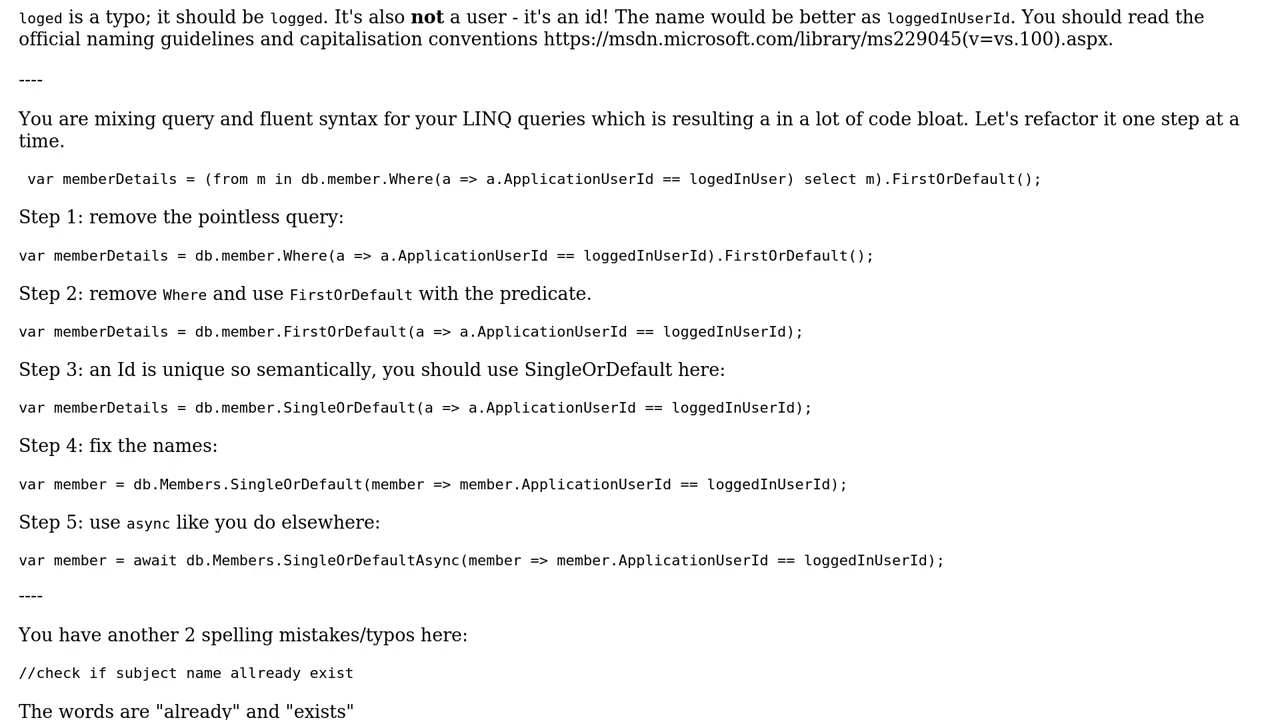 loged is a typo; it should be logged. It's also not a user - it's an id! The name would be better as loggedInUserId. You should read the
official naming guidelines and capitalisation conventions https://msdn.microsoft.com/library/ms229045(v=vs.100).aspx.
----
You are mixing query and fluent syntax for your LINQ queries which is resulting a in a lot of code bloat. Let's refactor it one step at a
time.
var memberDetails = (from m in db.member.Where(a => a.ApplicationUserId == logedInUser) select m).FirstOrDefault();
Step 1: remove the pointless query:
var memberDetails = db.member.Where(a => a.ApplicationUserId == loggedInUserId).FirstOrDefault();
Step 2: remove Where and use FirstOrDefault with the predicate.
var memberDetails = db.member.FirstOrDefault(a => a.ApplicationUserId == loggedInUserId);
Step 3: an Id is unique so semantically, you should use SingleOrDefault here:
var memberDetails = db.member.SingleOrDefault(a => a.ApplicationUserId == loggedInUserId);
Step 4: fix the names:
var member = db.Members.SingleOrDefault(member => member.ApplicationUserId == loggedInUserId);
Step 5: use async like you do elsewhere:
var member = await db.Members.SingleOrDefaultAsync(member => member.ApplicationUserId == loggedInUserId);
----
You have another 2 spelling mistakes/typos here:
//check if subject name allready exist
The words are "already" and "exists"